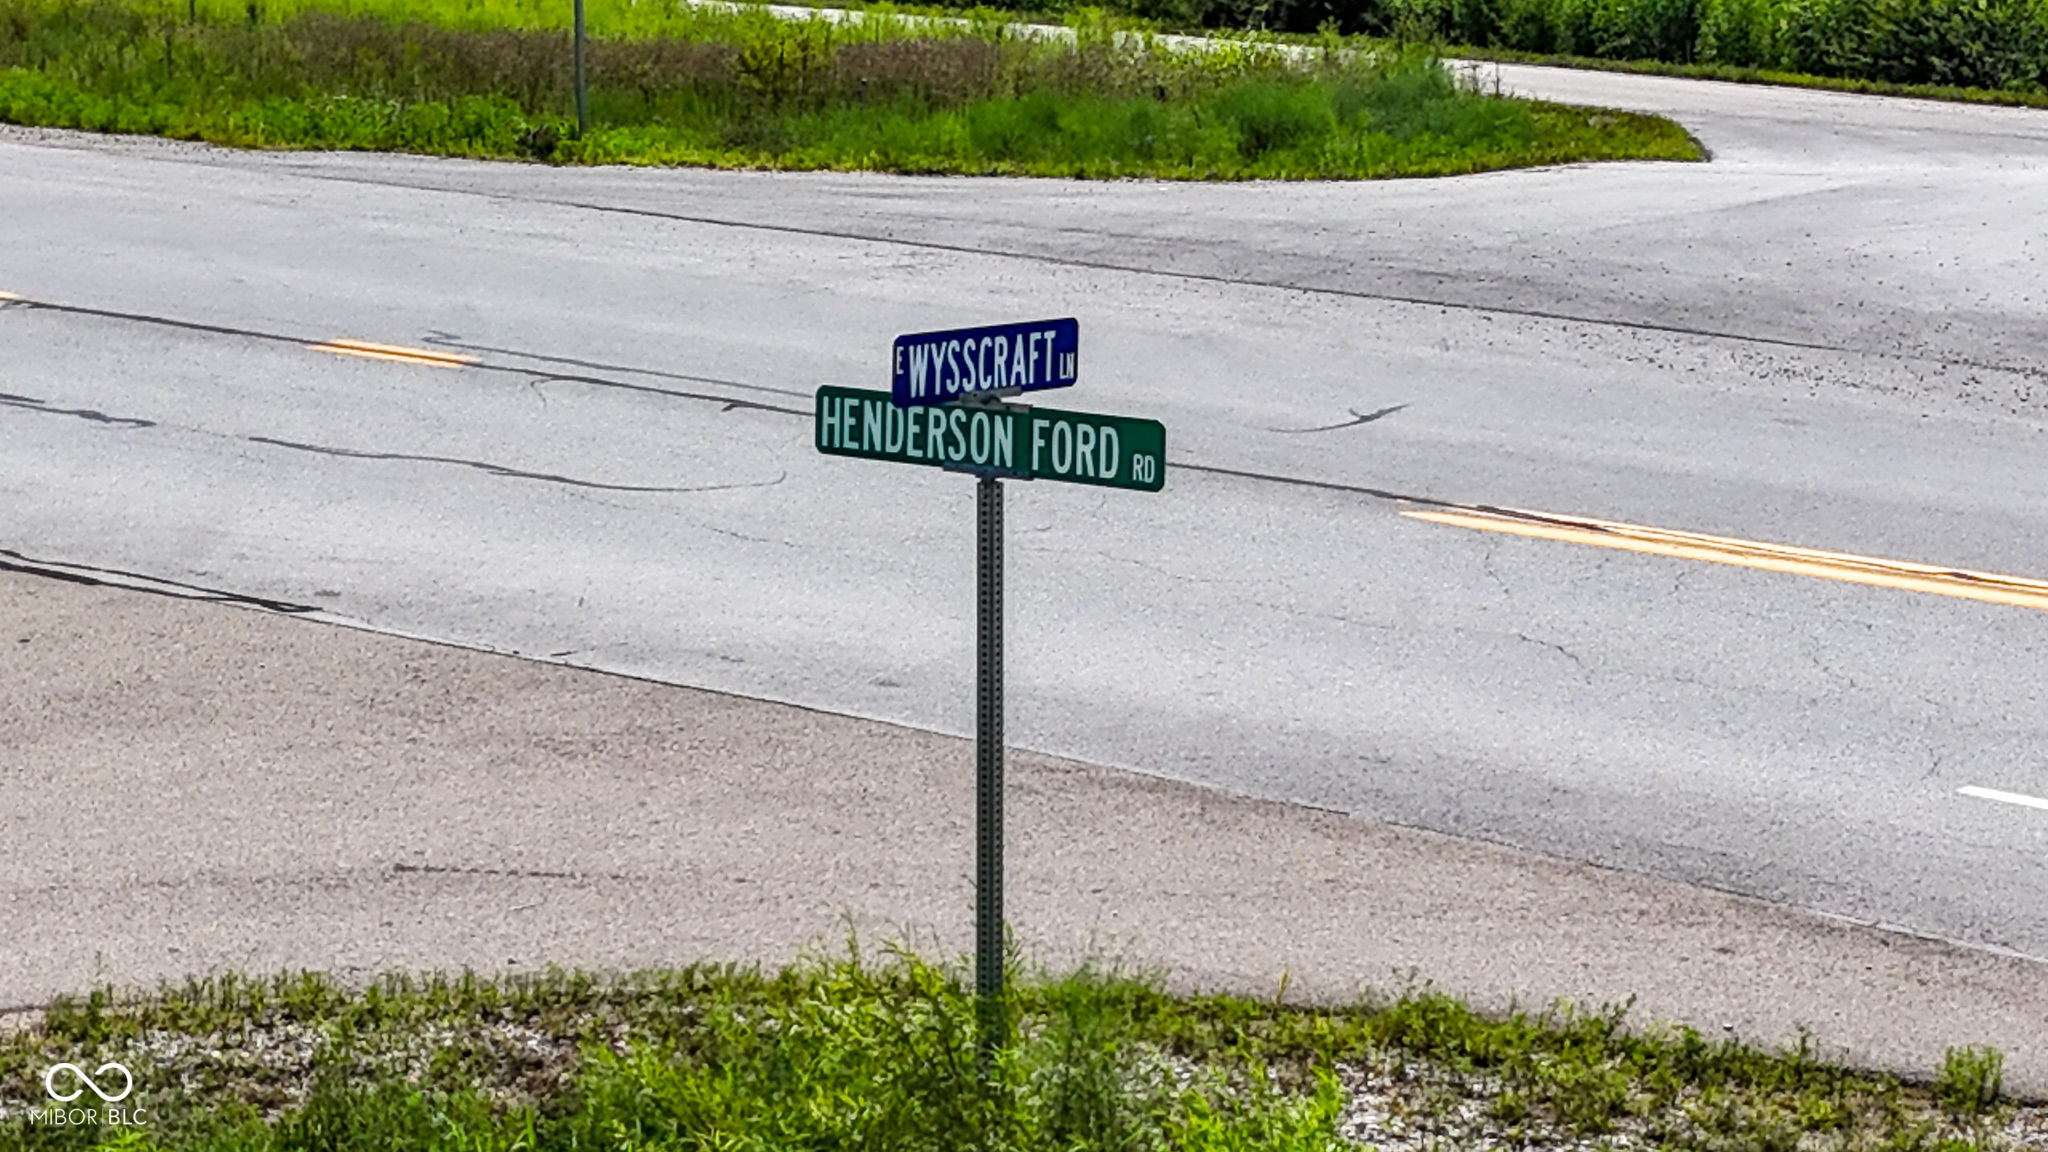 E WYSSCRAFT LN
HENDERSON FORD RD
MIBOR BLC